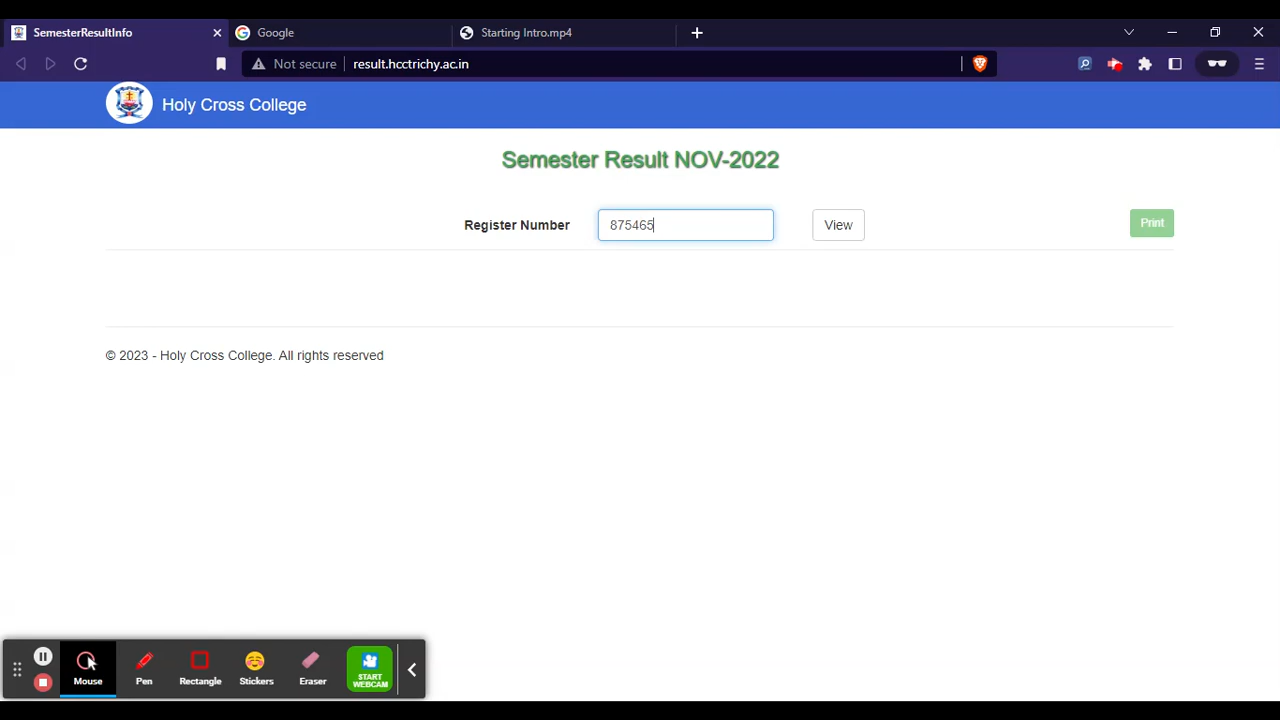 SemesterResultInfo
Google
Starting Intro.mp4
Not secure
result.hcctrichy.ac.in
Holy Cross College
Semester Result NOV-2022
Register Number
875465
View
Print
© 2023 - Holy Cross College. All rights reserved
Mouse
Pen
Rectangle
Stickers
Eraser
START
WEBCAM